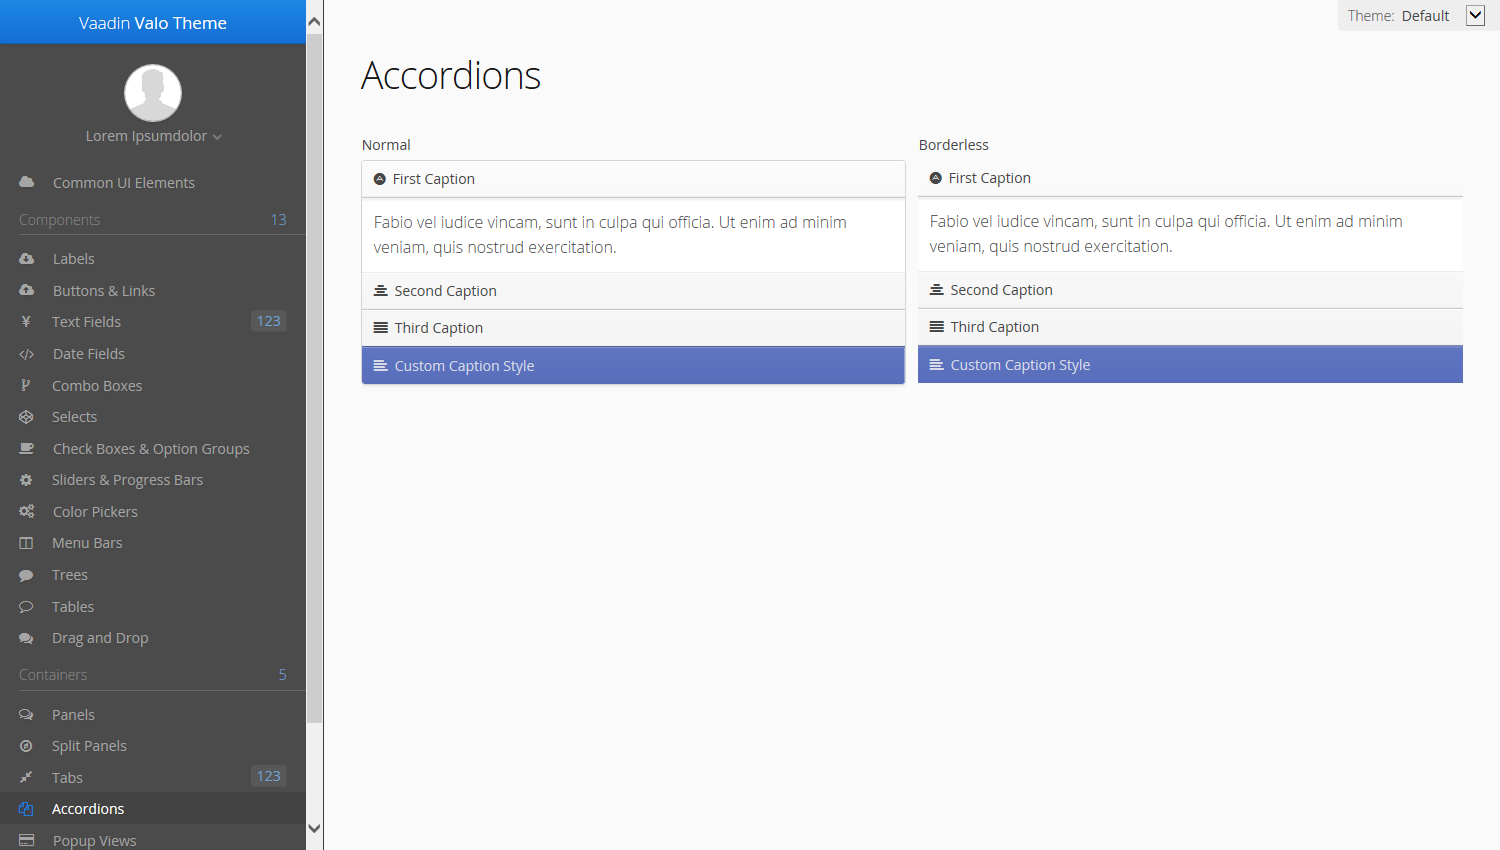 Vaadin Valo Theme
Lorem Ipsumdolor
Common UI Elements
Components 13
Labels
Buttons & Links
Text Fields 123
Date Fields
Combo Boxes
Selects
Check Boxes & Option Groups
Sliders & Progress Bars
Color Pickers
Menu Bars
Trees
Tables
Drag and Drop
Containers 5
Panels
Split Panels
Tabs 123
Accordions
Popup Views
Theme: Default
Accordions
Normal
First Caption
Fabio vel iudice vincam, sunt in culpa qui officia. Ut enim ad minim
veniam, quis nostrud exercitation.
Second Caption
Third Caption
Custom Caption Style
Borderless
First Caption
Fabio vel iudice vincam, sunt in culpa qui officia. Ut enim ad minim
veniam, quis nostrud exercitation.
Second Caption
Third Caption
Custom Caption Style